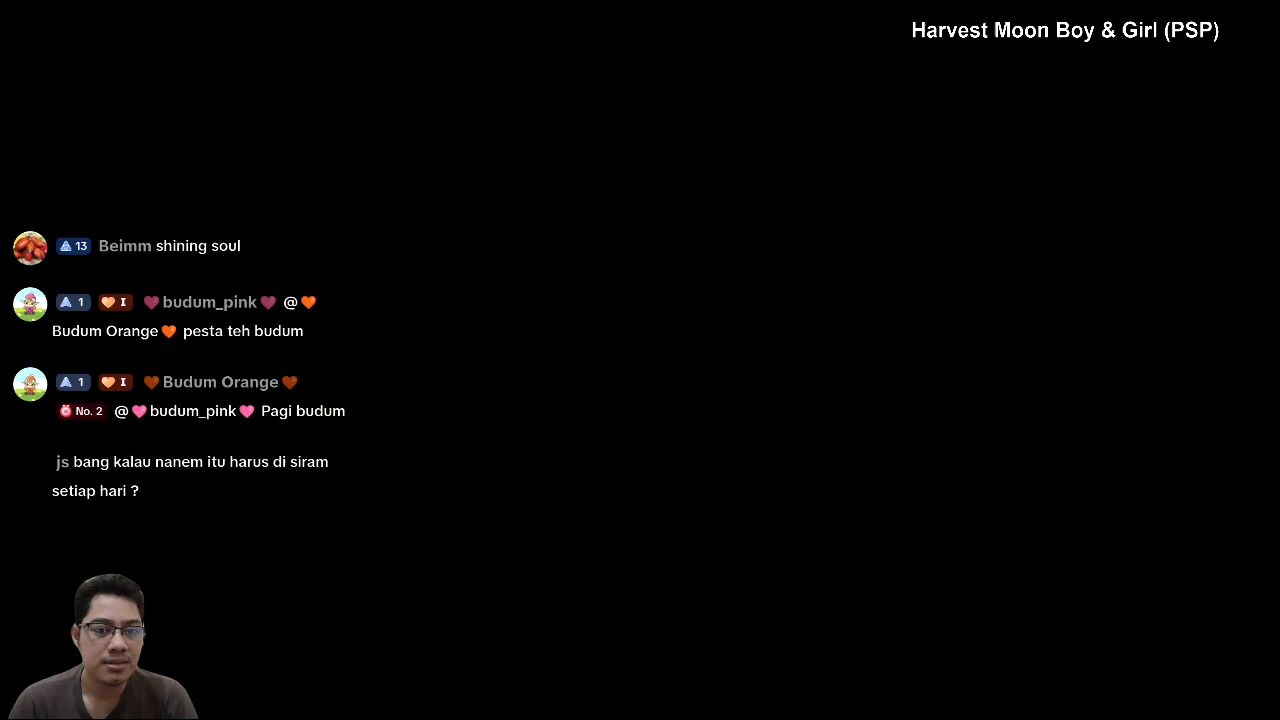 Harvest Moon Boy & Girl (PSP)
13 Beimm shining soul
1 I 🩷budum_pink🩷 @🧡
Budum Orange🧡 pesta teh budum
1 I 🧡Budum Orange🧡
No. 2 @🩷budum_pink🩷 Pagi budum
js bang kalau nanem itu harus di siram
setiap hari ?